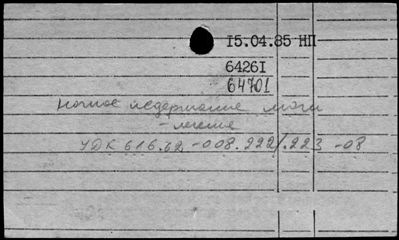 15.04.85 НП
64261
64701
ночное недержание мочи
- лечение
УДК 616.62-008.222/.223-08